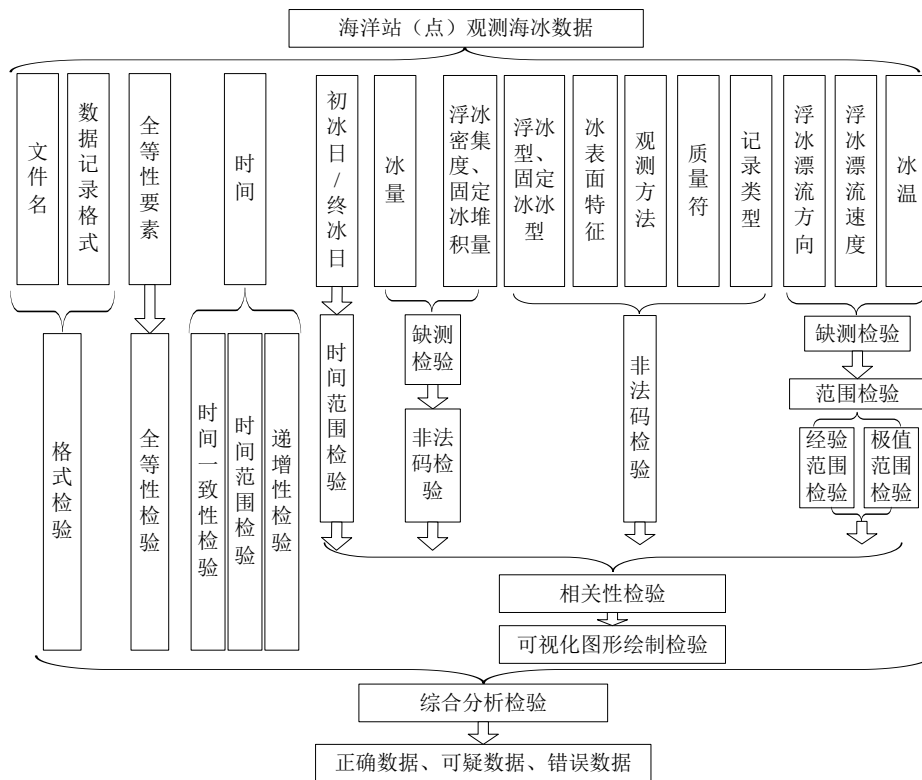 海洋站（点）观测海冰数据
文件名
数据记录格式
全等性要素
时间
初冰日/终冰日
冰量
浮冰密集度、固定冰堆积量
浮冰型、固定冰冰型
冰表面特征
观测方法
质量符
记录类型
浮冰漂流方向
浮冰漂流速度
冰温
格式检验
全等性检验
时间一致性检验
时间范围检验
递增性检验
时间范围检验
缺测
检验
非法
码检
验
非法码检验
缺测检验
范围检验
经验
范围
检验
极值
范围
检验
相关性检验
可视化图形绘制检验
综合分析检验
正确数据、可疑数据、错误数据